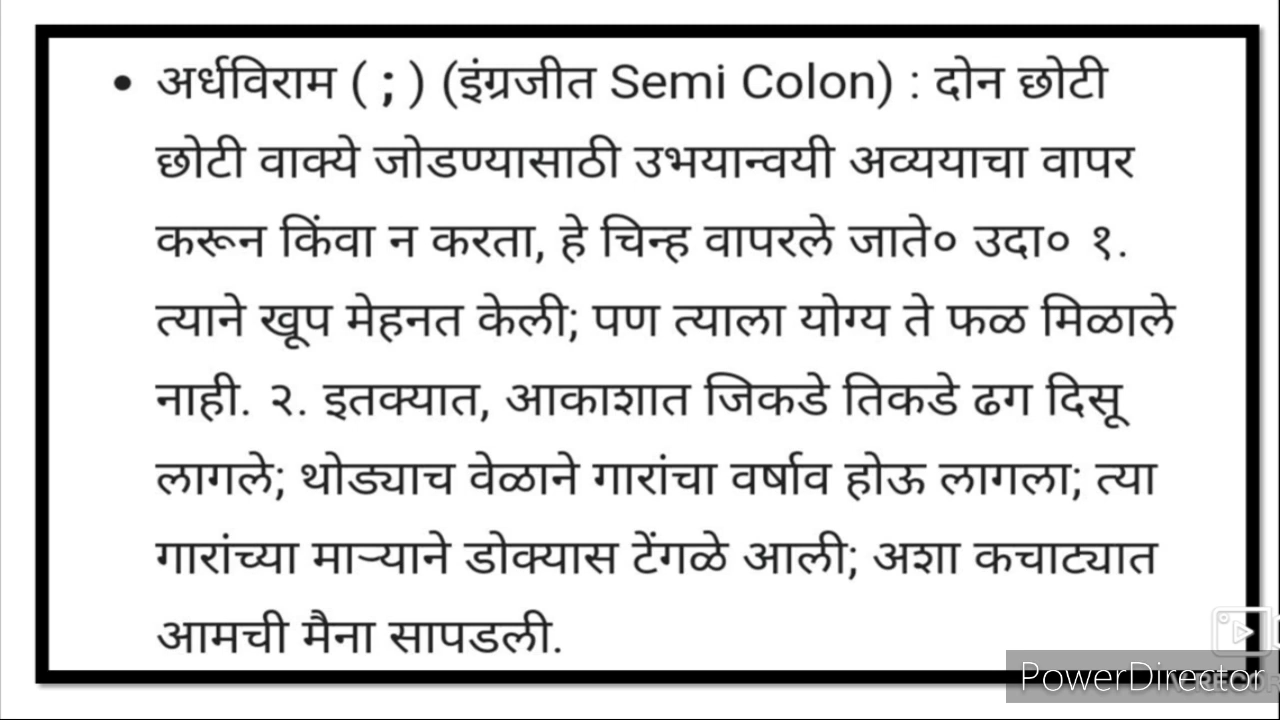 • अर्धविराम ( ; ) (इंग्रजीत Semi Colon) : दोन छोटी
छोटी वाक्ये जोडण्यासाठी उभयान्वयी अव्ययाचा वापर
करून किंवा न करता, हे चिन्ह वापरले जाते० उदा० १.
त्याने खूप मेहनत केली; पण त्याला योग्य ते फळ मिळाले
नाही. २. इतक्यात, आकाशात जिकडे तिकडे ढग दिसू
लागले; थोड्याच वेळाने गारांचा वर्षाव होऊ लागला; त्या
गारांच्या माऱ्याने डोक्यास टेंगळे आली; अशा कचाट्यात
आमची मैना सापडली.
PowerDirector